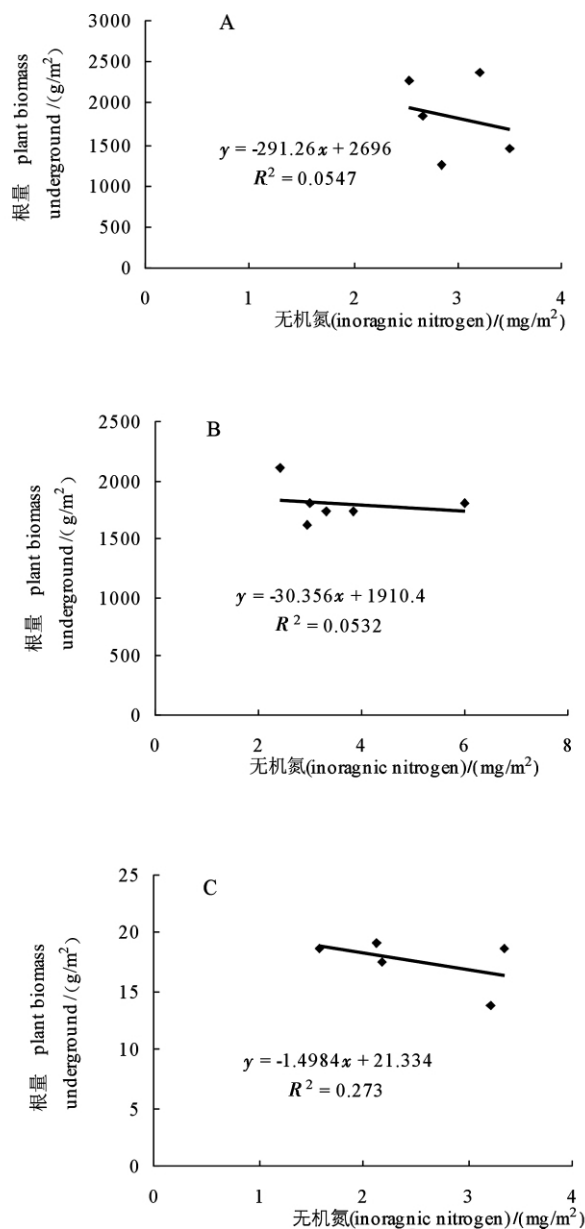 A
3000
2500
2000
1500
1000
500
0
根量 plant biomass
underground /(g/m²)
y = -291.26x + 2696
R² = 0.0547
0 1 2 3 4
无机氮(inoragnic nitrogen)/(mg/m²)
B
2500
2000
1500
1000
500
0
根量 plant biomass
underground /(g/m²)
y = -30.356x + 1910.4
R² = 0.0532
0 2 4 6 8
无机氮(inoragnic nitrogen)/(mg/m²)
C
25
20
15
10
5
0
根量 plant biomass
underground /(g/m²)
y = -1.4984x + 21.334
R² = 0.273
0 1 2 3 4
无机氮(inoragnic nitrogen)/(mg/m²)